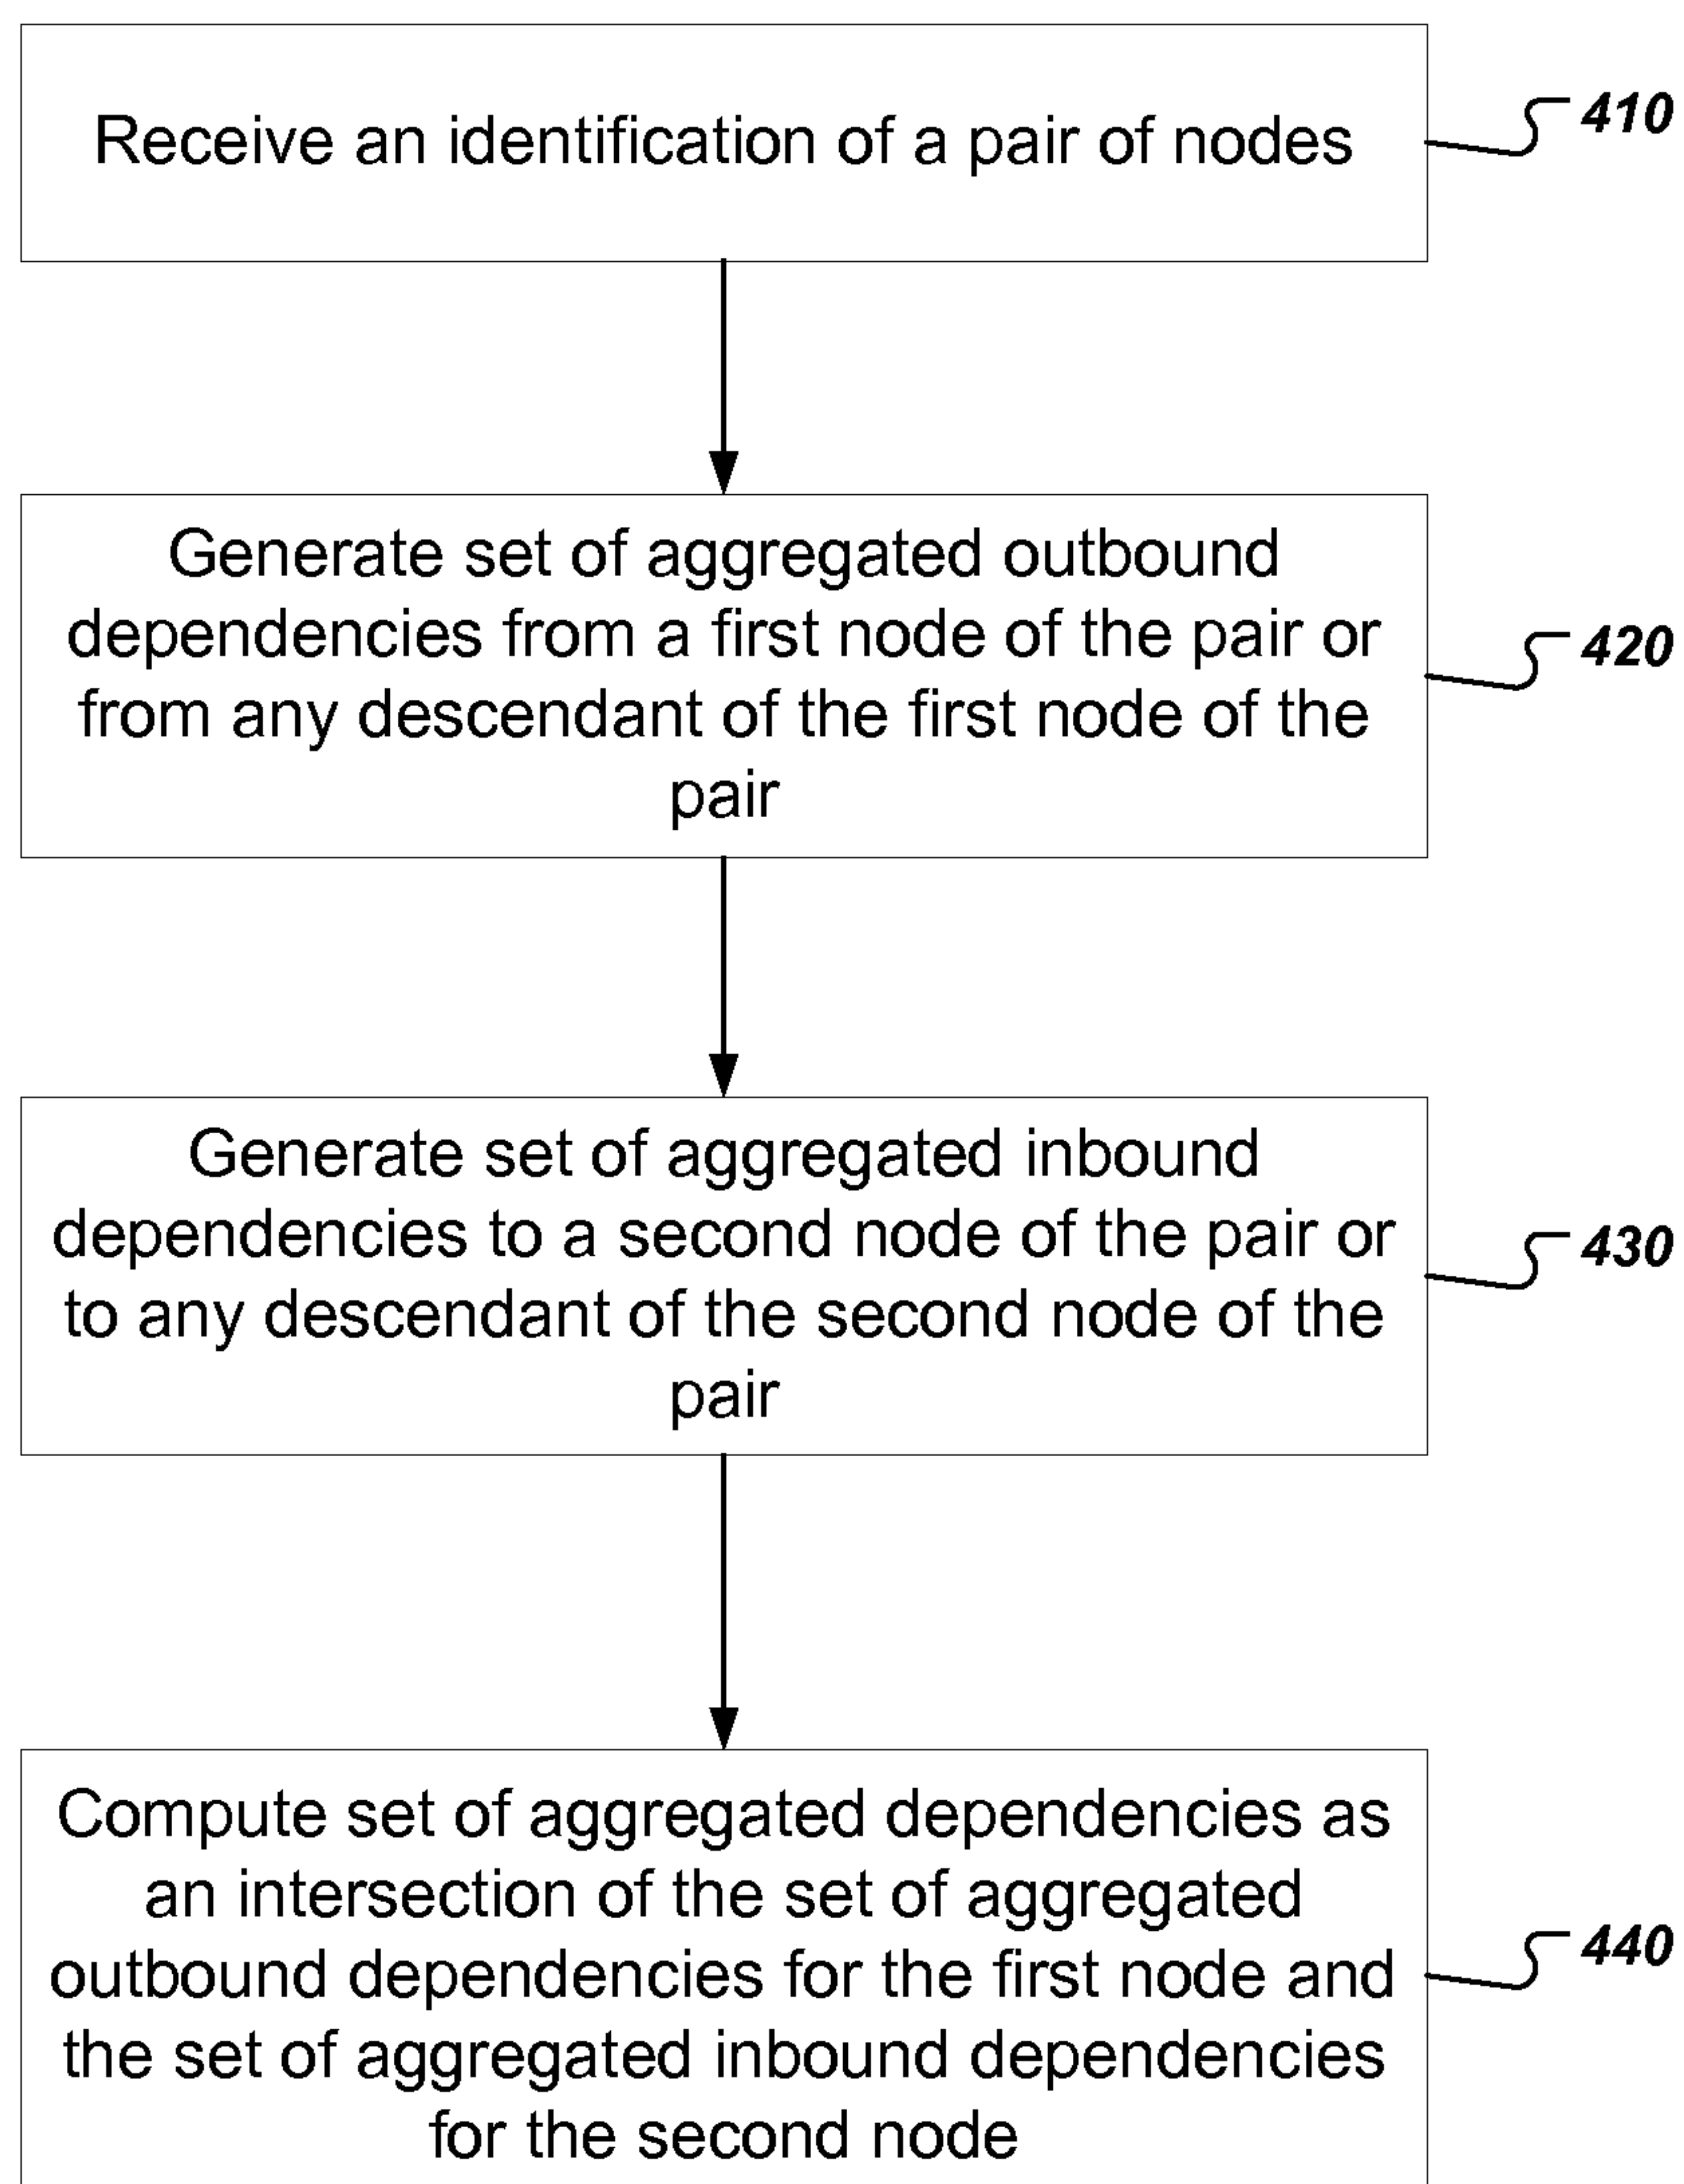 Receive an identification of a pair of nodes
410
Generate set of aggregated outbound
dependencies from a first node of the pair or
from any descendant of the first node of the
pair
420
Generate set of aggregated inbound
dependencies to a second node of the pair or
to any descendant of the second node of the
pair
430
Compute set of aggregated dependencies as
an intersection of the set of aggregated
outbound dependencies for the first node and
the set of aggregated inbound dependencies
for the second node
440